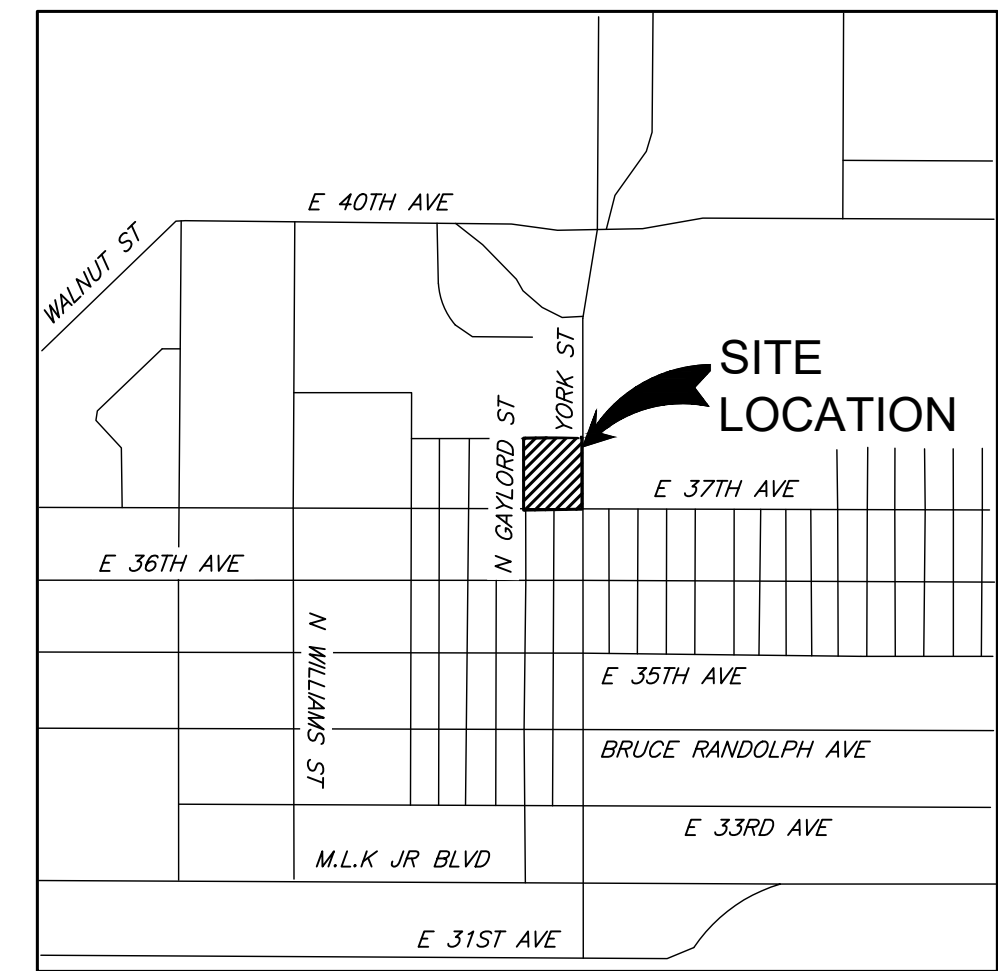 E 40TH AVE
WALNUT ST
YORK ST
SITE
LOCATION
N GAYLORD ST
E 37TH AVE
E 36TH AVE
N WILLIAMS ST
E 35TH AVE
BRUCE RANDOLPH AVE
E 33RD AVE
M.L.K JR BLVD
E 31ST AVE